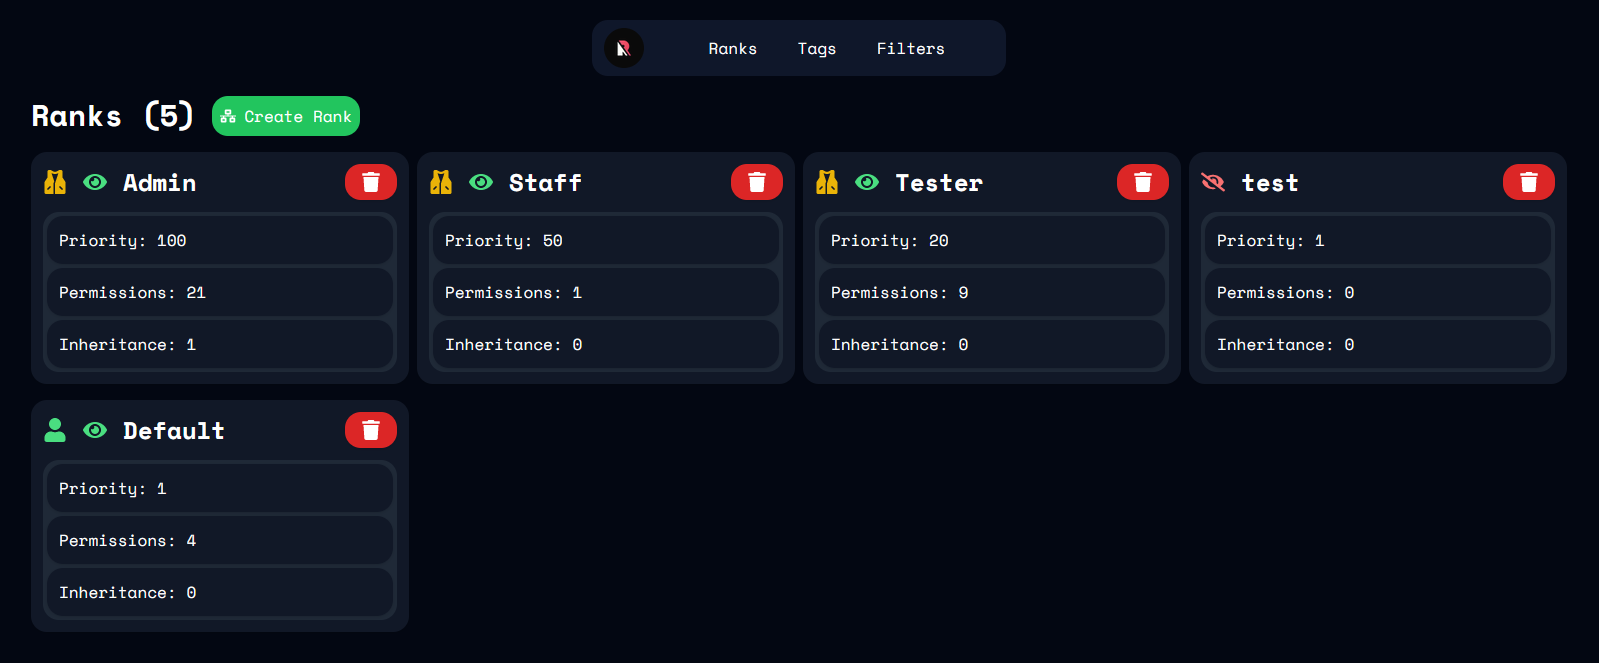 Ranks Tags Filters
Ranks (5) Create Rank
Admin
Priority: 100
Permissions: 21
Inheritance: 1
Staff
Priority: 50
Permissions: 1
Inheritance: 0
Tester
Priority: 20
Permissions: 9
Inheritance: 0
test
Priority: 1
Permissions: 0
Inheritance: 0
Default
Priority: 1
Permissions: 4
Inheritance: 0